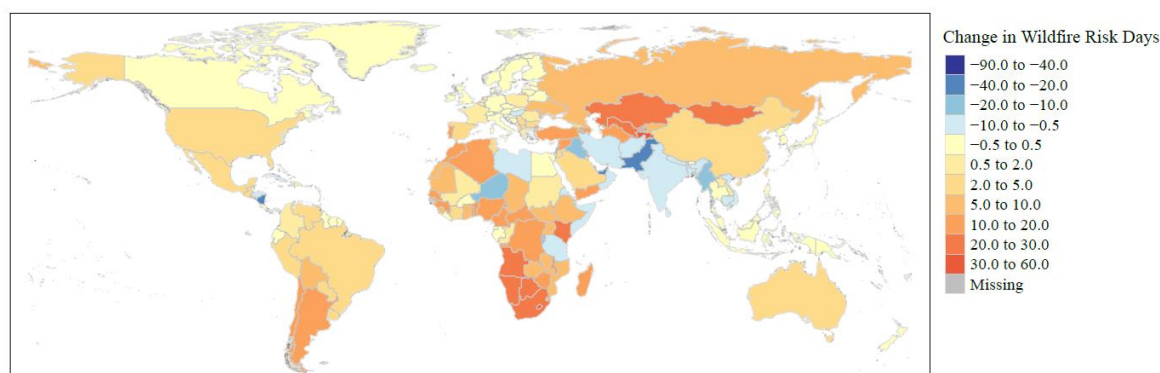 Change in Wildfire Risk Days
−90.0 to −40.0
−40.0 to −20.0
−20.0 to −10.0
−10.0 to −0.5
−0.5 to 0.5
0.5 to 2.0
2.0 to 5.0
5.0 to 10.0
10.0 to 20.0
20.0 to 30.0
30.0 to 60.0
Missing